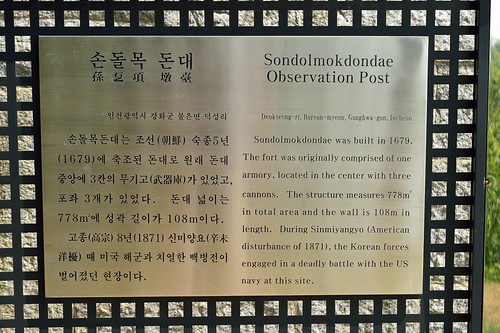 손돌목 돈대
孫乭項 墩臺
인천광역시 강화군 불은면 덕성리
손돌목돈대는 조선(朝鮮) 숙종5년
(1679)에 축조된 돈대로 원래 돈대
중앙에 3칸의 무기고(武器庫)가 있었고,
포좌 3개가 있었다. 돈대 넓이는
778㎡에 성곽 길이가 108m이다.
고종(高宗) 8년(1871) 신미양요(辛未
洋擾) 때 미국 해군과 치열한 백병전이
벌어졌던 현장이다.
Sondolmokdondae
Observation Post
Deokseong-ri, Bureun-myeon, Ganghwa-gun, Incheon
Sondolmokdondae was built in 1679.
The fort was originally comprised of one
armory, located in the center with three
cannons. The structure measures 778㎡
in total area and the wall is 108m in
length. During Sinmiyangyo (American
disturbance of 1871), the Korean forces
engaged in a deadly battle with the US
navy at this site.